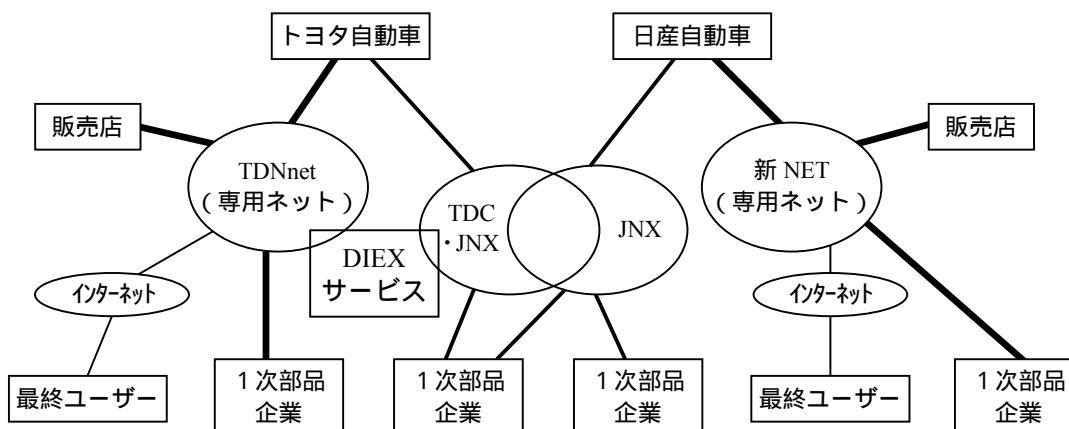 トヨタ自動車
日産自動車
販売店
TDNnet
(専用ネット)
TDC
・JNX
JNX
新 NET
(専用ネット)
販売店
DIEX
サービス
インターネット
インターネット
最終ユーザー
1次部品
企業
1次部品
企業
1次部品
企業
最終ユーザー
1次部品
企業